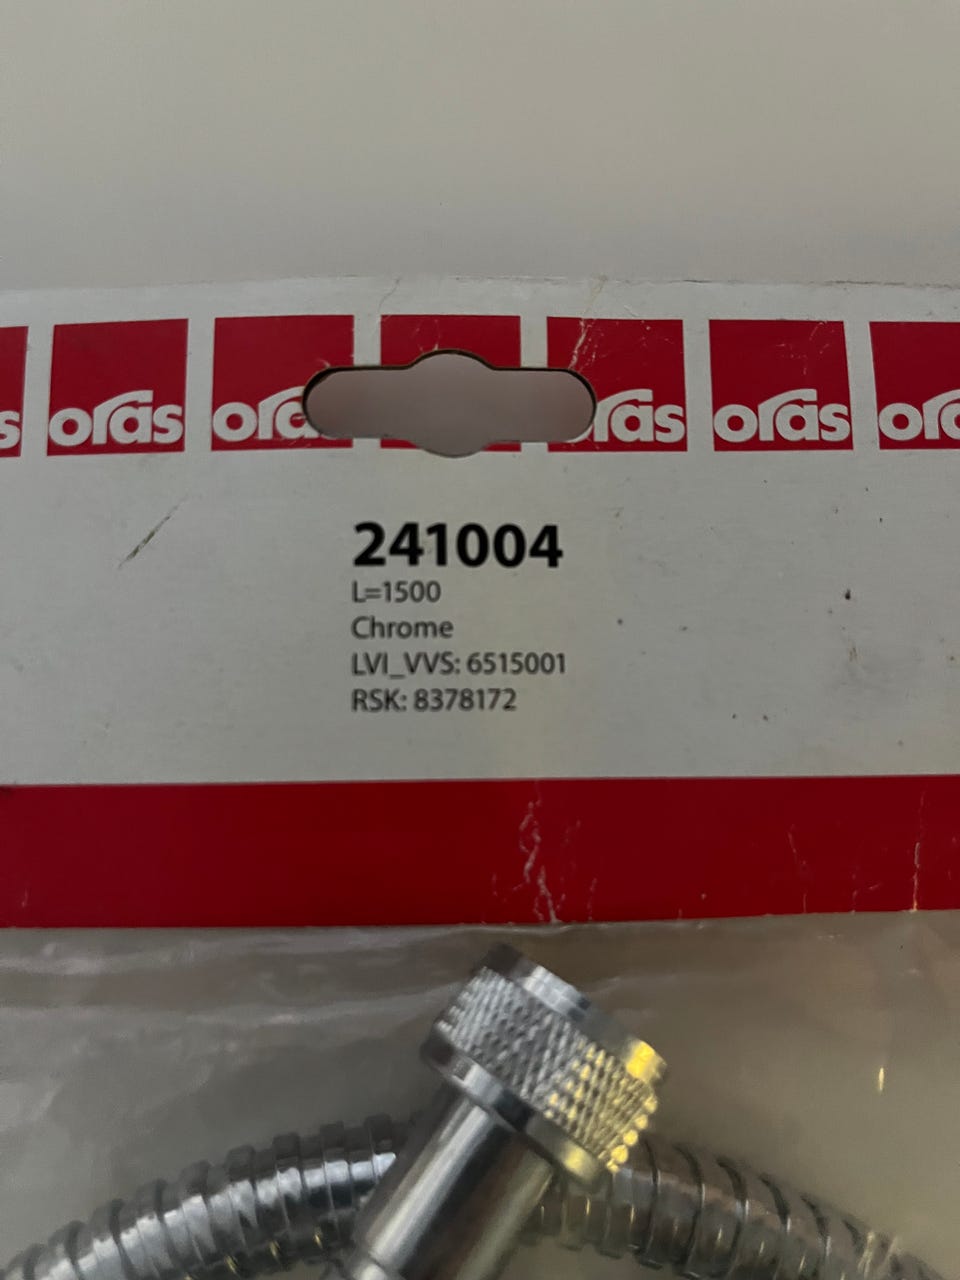 oras oras oras oras
241004
L=1500
Chrome
LVI_VVS: 6515001
RSK: 8378172